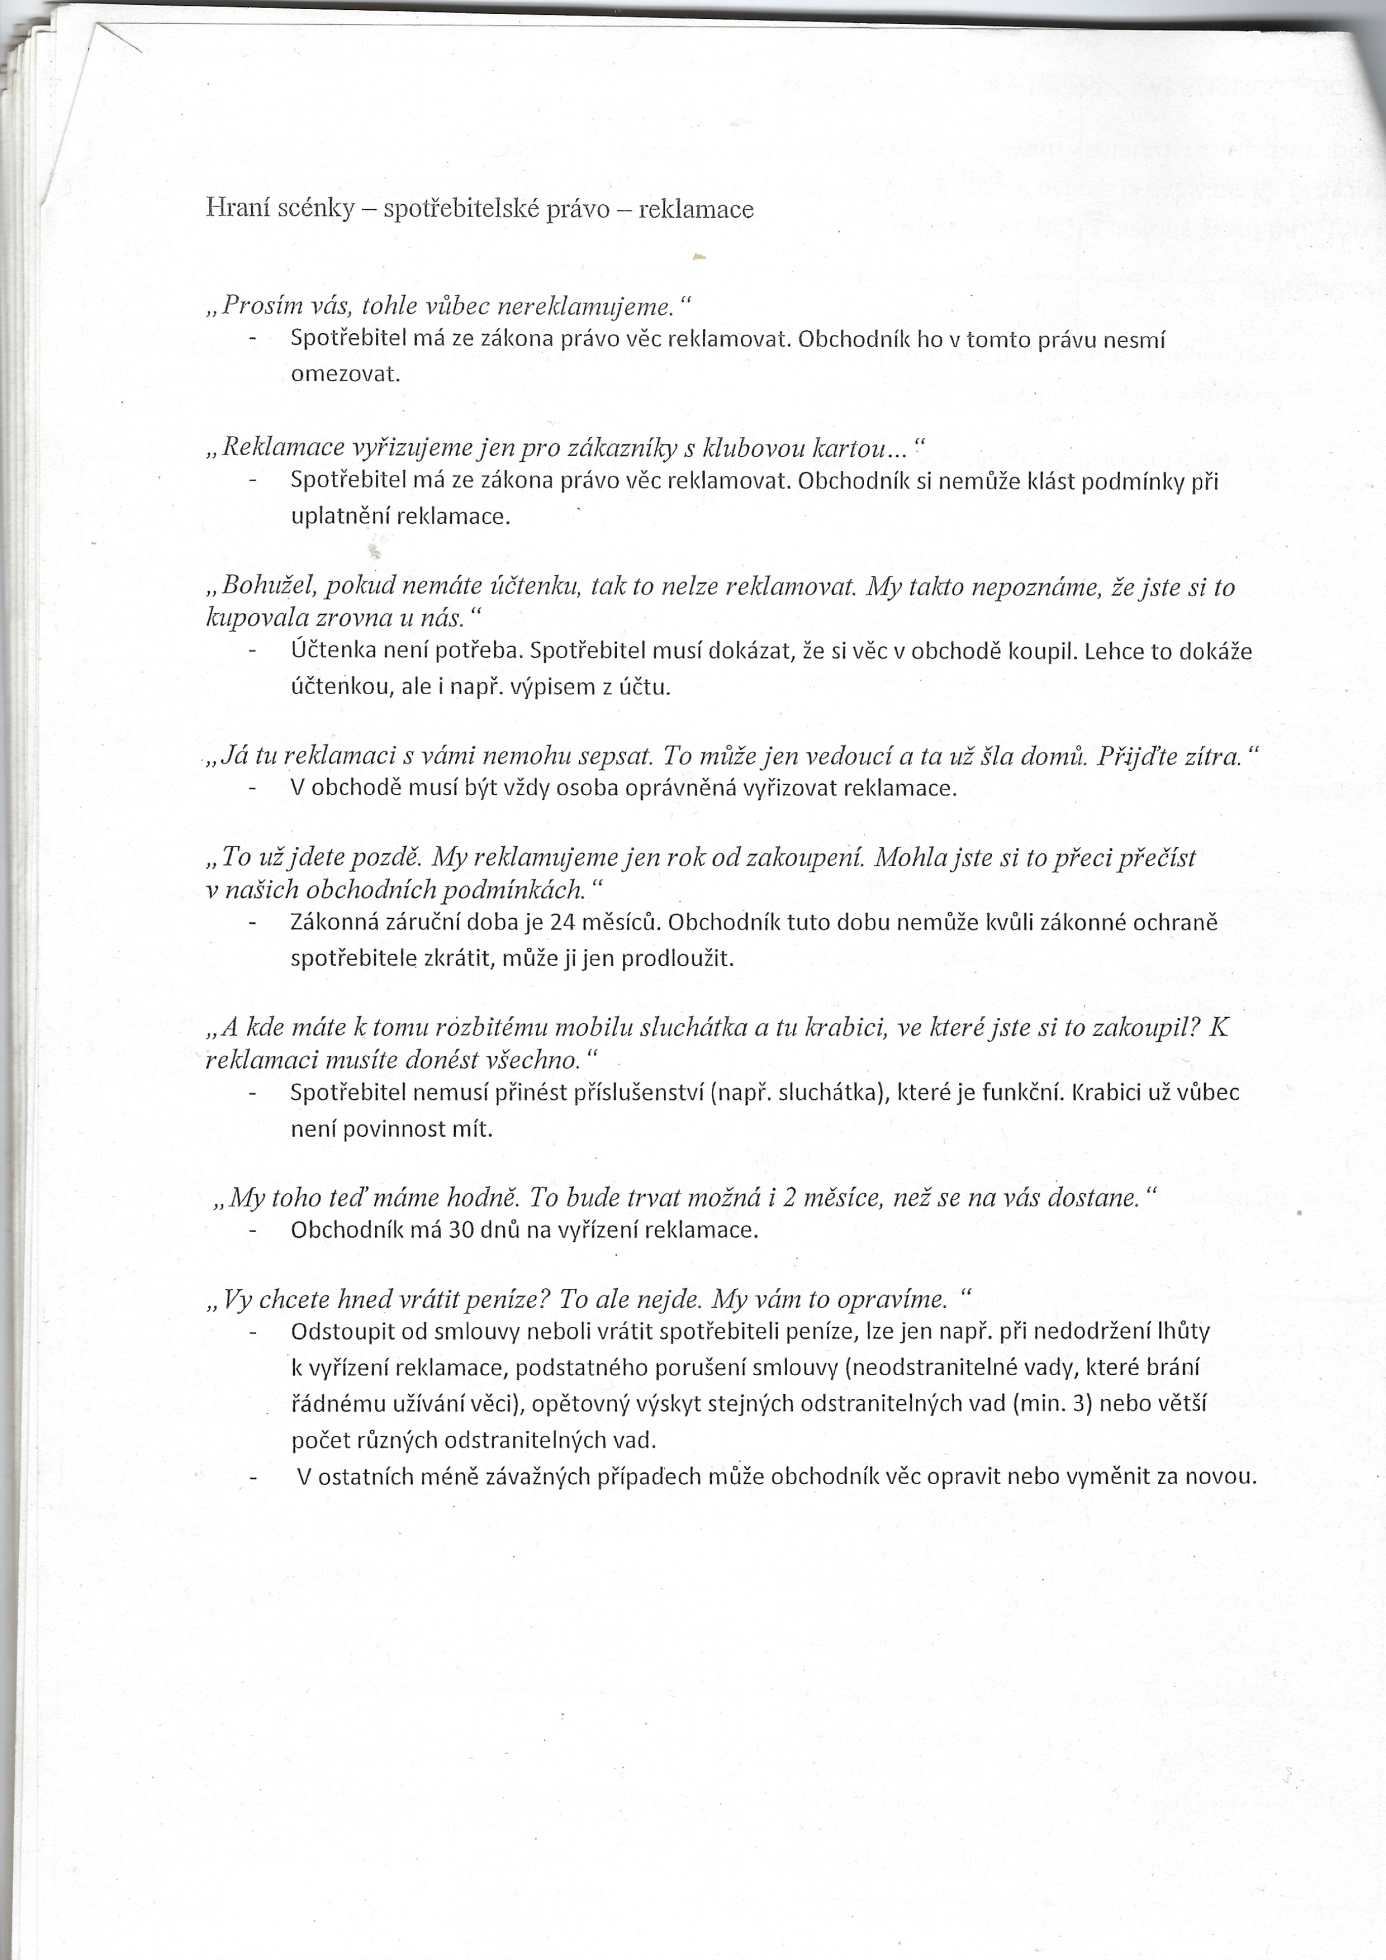 Hraní scénky – spotřebitelské právo – reklamace
„Prosím vás, tohle vůbec nereklamujeme.“
- Spotřebitel má ze zákona právo věc reklamovat. Obchodník ho v tomto právu nesmí
omezovat.
„Reklamace vyřizujeme jen pro zákazníky s klubovou kartou…“
- Spotřebitel má ze zákona právo věc reklamovat. Obchodník si nemůže klást podmínky při
uplatnění reklamace.
„Bohužel, pokud nemáte účtenku, tak to nelze reklamovat. My takto nepoznáme, že jste si to
kupovala zrovna u nás.“
- Účtenka není potřeba. Spotřebitel musí dokázat, že si věc v obchodě koupil. Lehce to dokáže
účtenkou, ale i např. výpisem z účtu.
„Já tu reklamaci s vámi nemohu sepsat. To může jen vedoucí a ta už šla domů. Přijďte zítra.“
- V obchodě musí být vždy osoba oprávněná vyřizovat reklamace.
„To už jdete pozdě. My reklamujeme jen rok od zakoupení. Mohla jste si to přeci přečíst
v našich obchodních podmínkách.“
- Zákonná záruční doba je 24 měsíců. Obchodník tuto dobu nemůže kvůli zákonné ochraně
spotřebitele zkrátit, může ji jen prodloužit.
„A kde máte k tomu rozbitému mobilu sluchátka a tu krabici, ve které jste si to zakoupil? K
reklamaci musíte donést všechno.“
- Spotřebitel nemusí přinést příslušenství (např. sluchátka), které je funkční. Krabici už vůbec
není povinnost mít.
„My toho teď máme hodně. To bude trvat možná i 2 měsíce, než se na vás dostane.“
- Obchodník má 30 dnů na vyřízení reklamace.
„Vy chcete hned vrátit peníze? To ale nejde. My vám to opravíme. “
- Odstoupit od smlouvy neboli vrátit spotřebiteli peníze, lze jen např. při nedodržení lhůty
k vyřízení reklamace, podstatného porušení smlouvy (neodstranitelné vady, které brání
řádnému užívání věci), opětovný výskyt stejných odstranitelných vad (min. 3) nebo větší
počet různých odstranitelných vad.
- V ostatních méně závažných případech může obchodník věc opravit nebo vyměnit za novou.